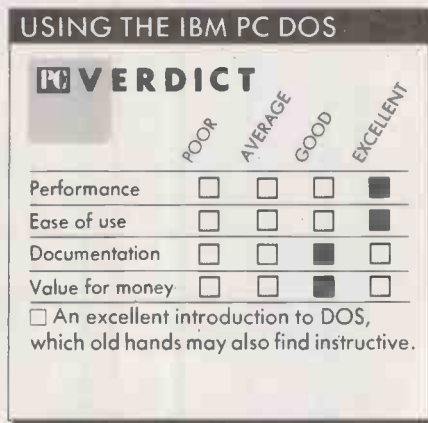 USING THE IBM PC DOS
PC VERDICT
POOR AVERAGE GOOD EXCELLENT
Performance
Ease of use
Documentation
Value for money
□ An excellent introduction to DOS,
which old hands may also find instructive.